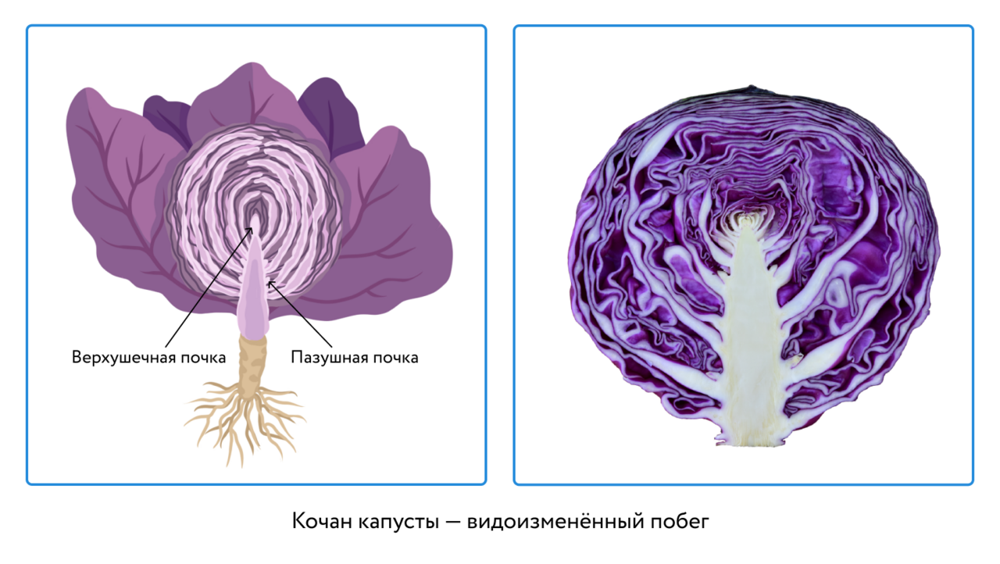 Верхушечная почка
Пазушная почка
Кочан капусты — видоизменённый побег